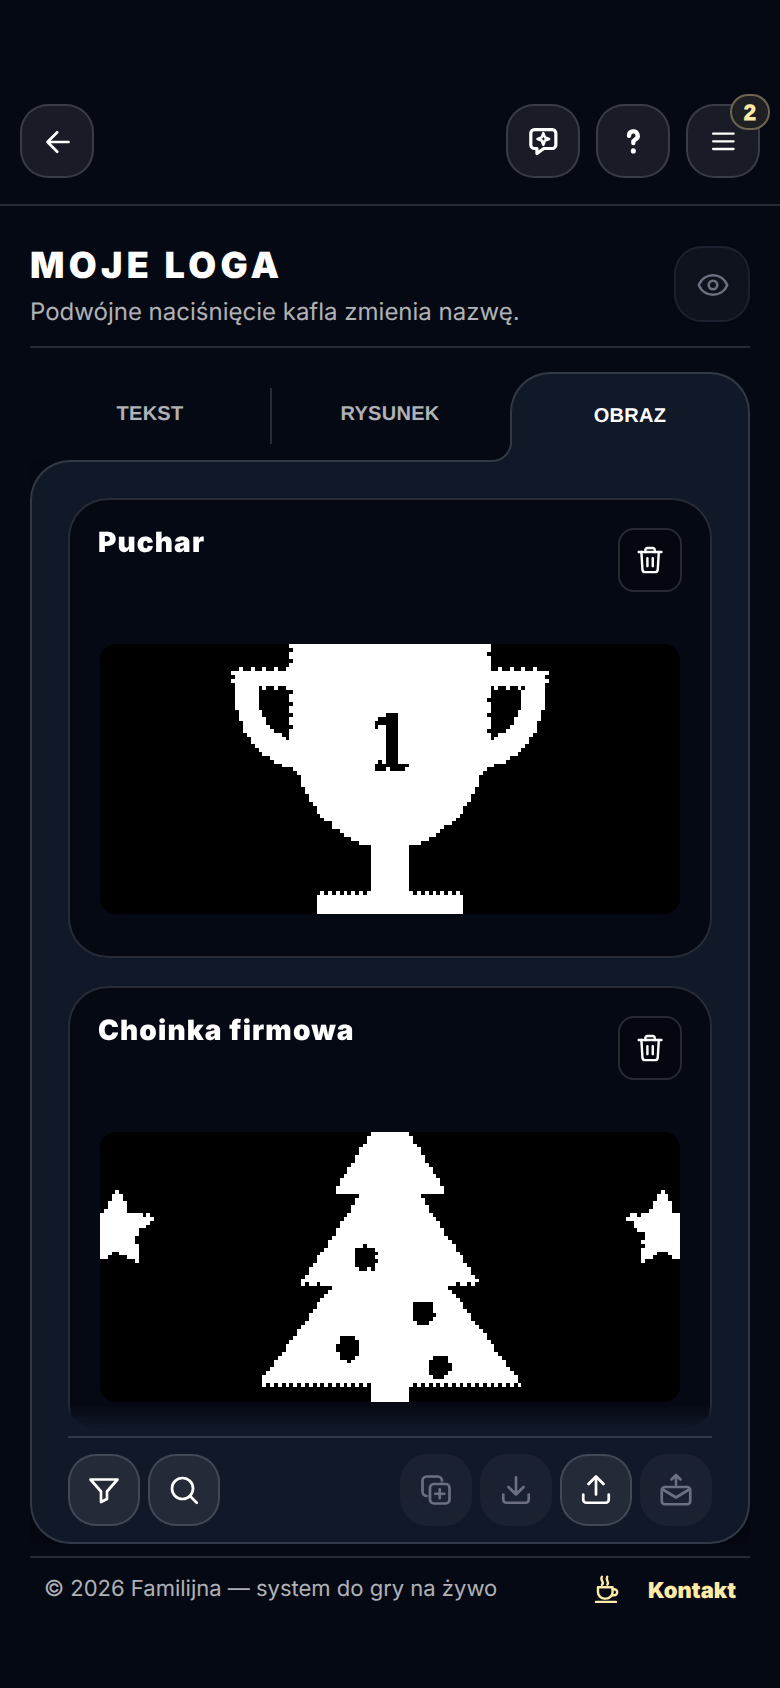 2
MOJE LOGA
Podwójne naciśnięcie kafla zmienia nazwę.
TEKST
RYSUNEK
OBRAZ
Puchar
1
Choinka firmowa
© 2026 Familijna — system do gry na żywo
Kontakt